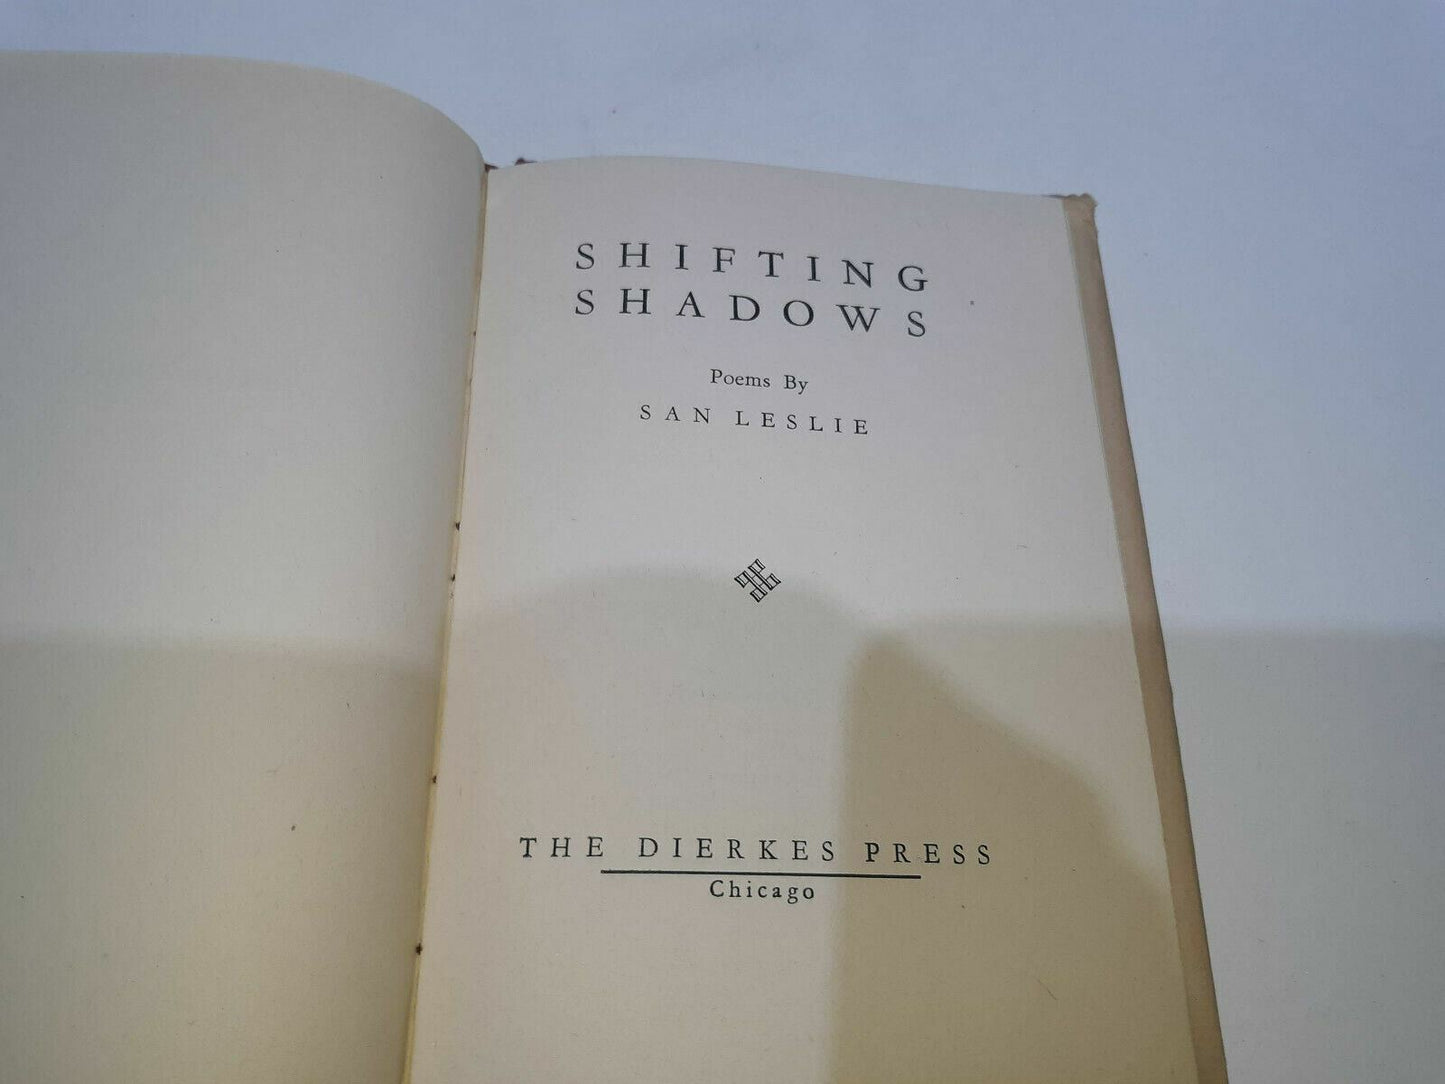 SHIFTING
SHADOWS
Poems By
SAN LESLIE
THE DIERKES PRESS
Chicago